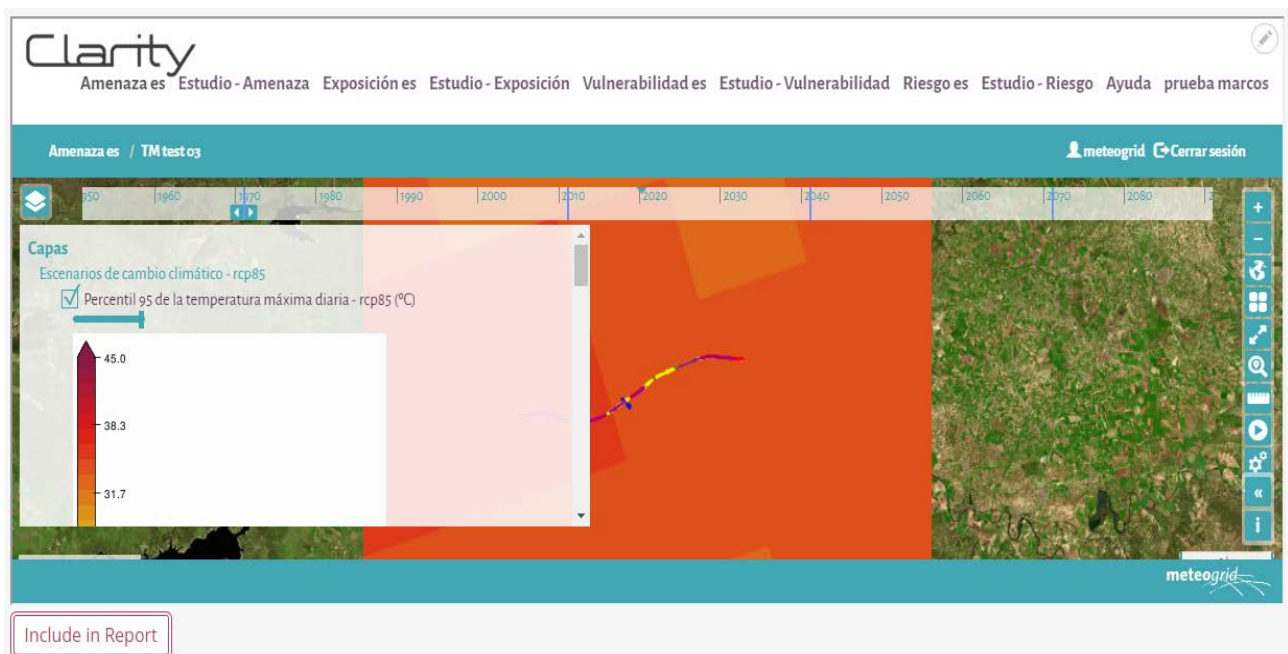 Clarity
Amenaza es Estudio - Amenaza Exposición es Estudio - Exposición Vulnerabilidad es Estudio - Vulnerabilidad Riesgo es Estudio - Riesgo Ayuda prueba marcos
Amenaza es / TM test 03 meteogrid Cerrar sesión
950 1960 1970 1980 1990 2000 2010 2020 2030 2040 2050 2060 2070 2080 2
Capas
Escenarios de cambio climático - rcp85
Percentil 95 de la temperatura máxima diaria - rcp85 (ºC)
45.0
38.3
31.7
meteogrid
Include in Report